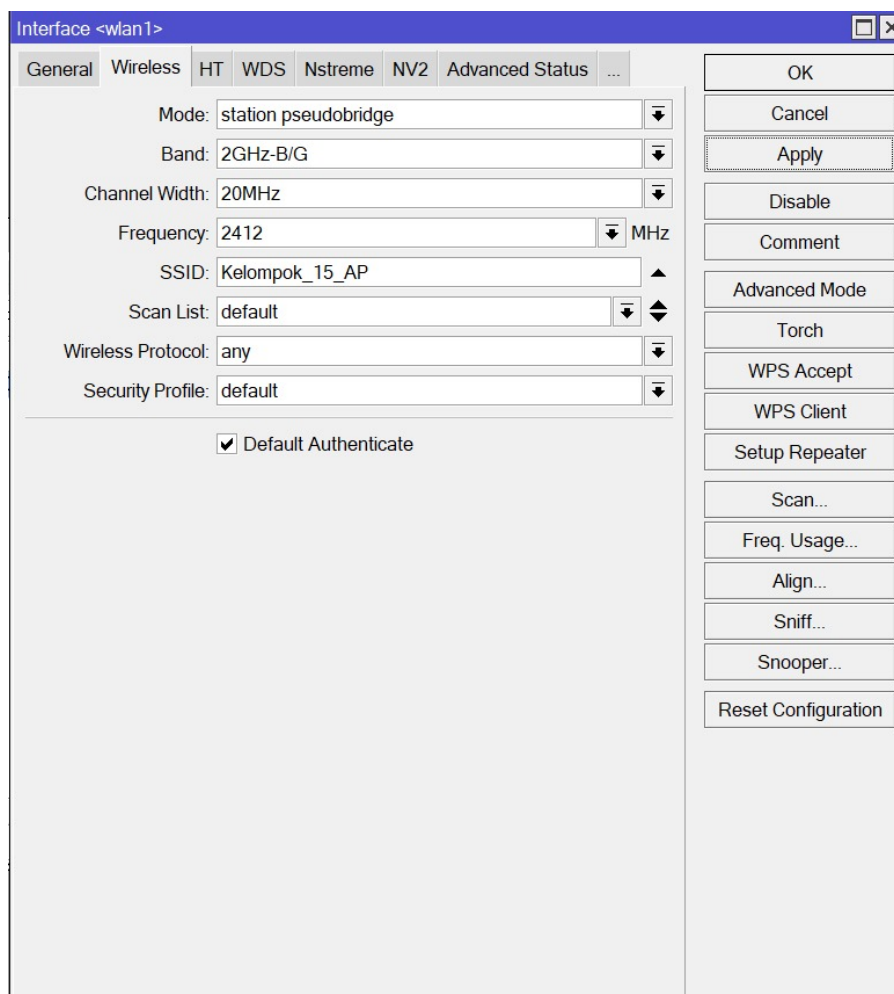 Interface <wlan1>
General Wireless HT WDS Nstreme NV2 Advanced Status ...
Mode: station pseudobridge
Band: 2GHz-B/G
Channel Width: 20MHz
Frequency: 2412 MHz
SSID: Kelompok_15_AP
Scan List: default
Wireless Protocol: any
Security Profile: default
Default Authenticate
OK
Cancel
Apply
Disable
Comment
Advanced Mode
Torch
WPS Accept
WPS Client
Setup Repeater
Scan...
Freq. Usage...
Align...
Sniff...
Snooper...
Reset Configuration